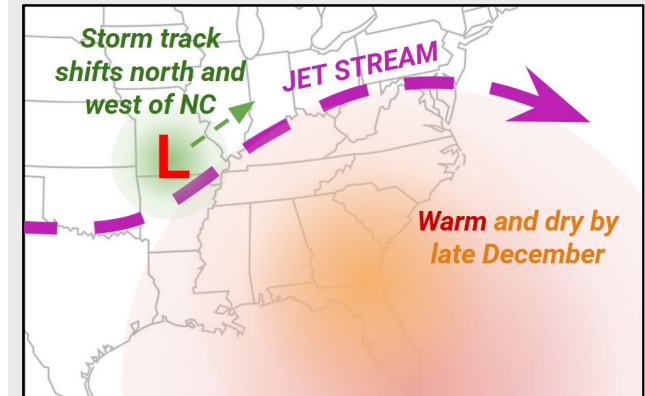 Storm track
shifts north and
west of NC
JET STREAM
L
Warm and dry by
late December